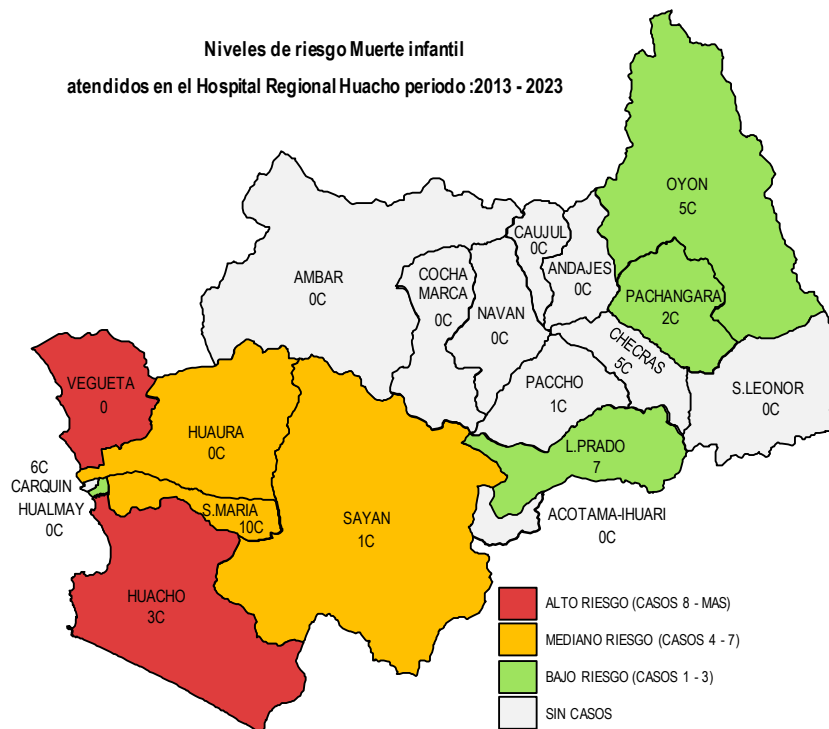 Niveles de riesgo Muerte infantil
atendidos en el Hospital Regional Huacho periodo :2013 - 2023
OYON
5C
CAUJUL
0C
ANDAJES
0C
AMBAR
0C
COCHA
MARCA
0C
NAVAN
0C
PACHANGARA
2C
CHECRAS
5C
VEGUETA
0
PACCHO
1C
S.LEONOR
0C
HUAURA
0C
L.PRADO
7
6C
CARQUIN
HUALMAY
0C
S.MARIA
10C
SAYAN
1C
ACOTAMA-IHUARI
0C
HUACHO
3C
ALTO RIESGO (CASOS 8 - MAS)
MEDIANO RIESGO (CASOS 4 - 7)
BAJO RIESGO (CASOS 1 - 3)
SIN CASOS